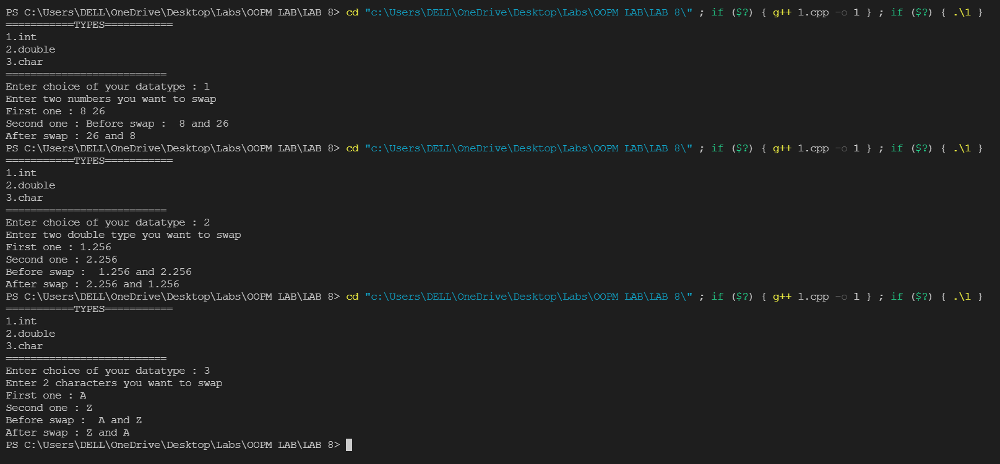 PS C:\Users\DELL\OneDrive\Desktop\Labs\OOPM LAB\LAB 8> cd "c:\Users\DELL\OneDrive\Desktop\Labs\OOPM LAB\LAB 8\" ; if ($?) { g++ 1.cpp -o 1 } ; if ($?) { .\1 }
===========TYPES===========
1.int
2.double
3.char
==========================
Enter choice of your datatype : 1
Enter two numbers you want to swap
First one : 8 26
Second one : Before swap :  8 and 26
After swap : 26 and 8
PS C:\Users\DELL\OneDrive\Desktop\Labs\OOPM LAB\LAB 8> cd "c:\Users\DELL\OneDrive\Desktop\Labs\OOPM LAB\LAB 8\" ; if ($?) { g++ 1.cpp -o 1 } ; if ($?) { .\1 }
===========TYPES===========
1.int
2.double
3.char
==========================
Enter choice of your datatype : 2
Enter two double type you want to swap
First one : 1.256
Second one : 2.256
Before swap :  1.256 and 2.256
After swap : 2.256 and 1.256
PS C:\Users\DELL\OneDrive\Desktop\Labs\OOPM LAB\LAB 8> cd "c:\Users\DELL\OneDrive\Desktop\Labs\OOPM LAB\LAB 8\" ; if ($?) { g++ 1.cpp -o 1 } ; if ($?) { .\1 }
===========TYPES===========
1.int
2.double
3.char
==========================
Enter choice of your datatype : 3
Enter 2 characters you want to swap
First one : A
Second one : Z
Before swap :  A and Z
After swap : Z and A
PS C:\Users\DELL\OneDrive\Desktop\Labs\OOPM LAB\LAB 8>